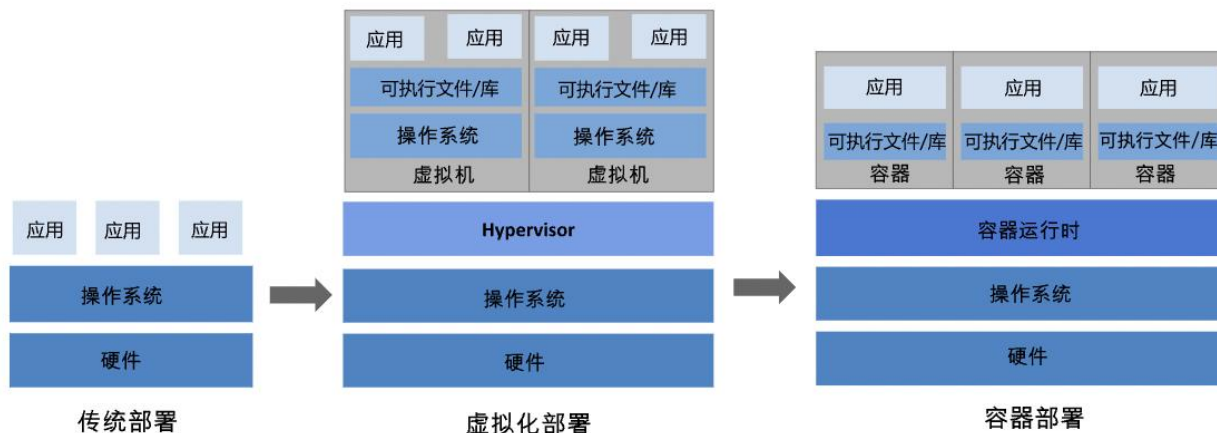 应用
应用
应用
操作系统
硬件
传统部署
应用
应用
可执行文件/库
操作系统
虚拟机
应用
应用
可执行文件/库
操作系统
虚拟机
Hypervisor
操作系统
硬件
虚拟化部署
应用
可执行文件/库
容器
应用
可执行文件/库
容器
应用
可执行文件/库
容器
容器运行时
操作系统
硬件
容器部署